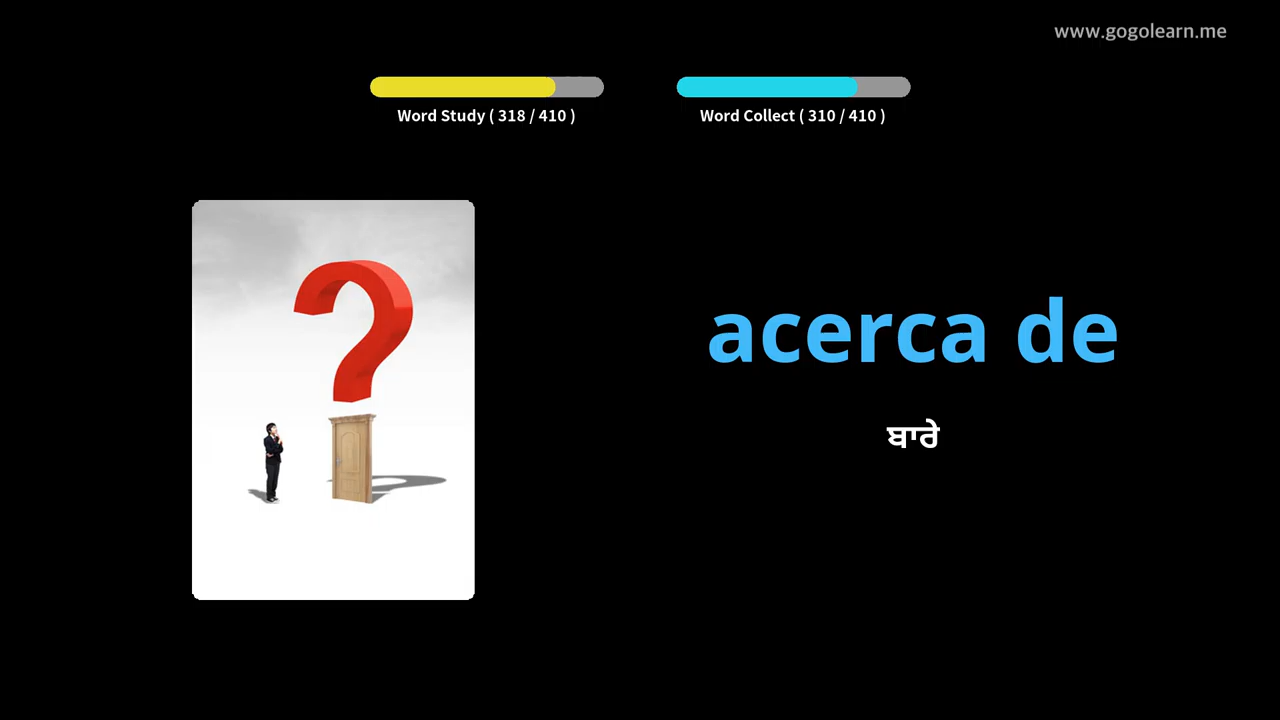 www.gogolearn.me
Word Study ( 318 / 410 )
Word Collect ( 310 / 410 )
acerca de
ਬਾਰੇ